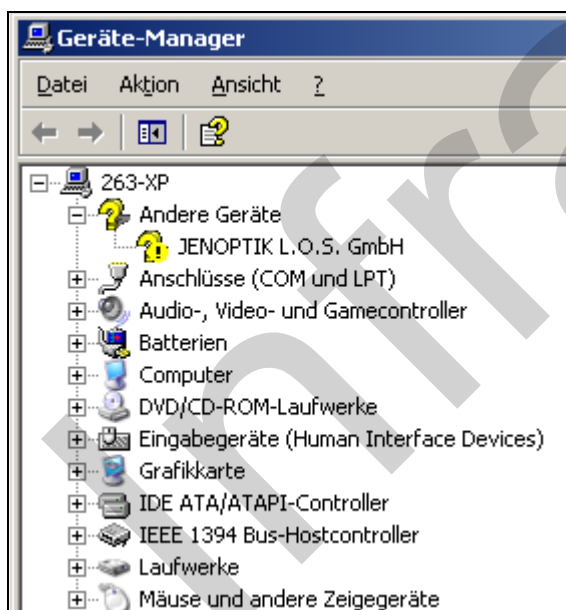 Geräte-Manager
Datei Aktion Ansicht ?
263-XP
Andere Geräte
JENOPTIK L.O.S. GmbH
Anschlüsse (COM und LPT)
Audio-, Video- und Gamecontroller
Batterien
Computer
DVD/CD-ROM-Laufwerke
Eingabegeräte (Human Interface Devices)
Grafikkarte
IDE ATA/ATAPI-Controller
IEEE 1394 Bus-Hostcontroller
Laufwerke
Mäuse und andere Zeigegeräte